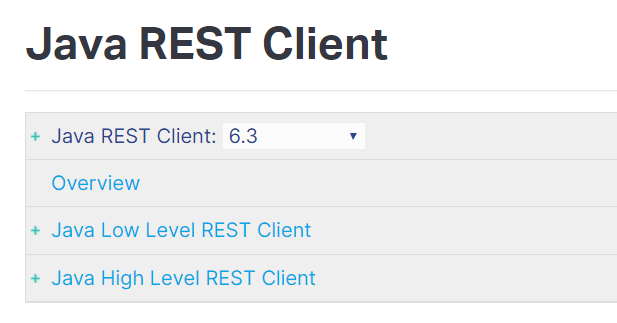 Java REST Client
+ Java REST Client: 6.3
Overview
+ Java Low Level REST Client
+ Java High Level REST Client